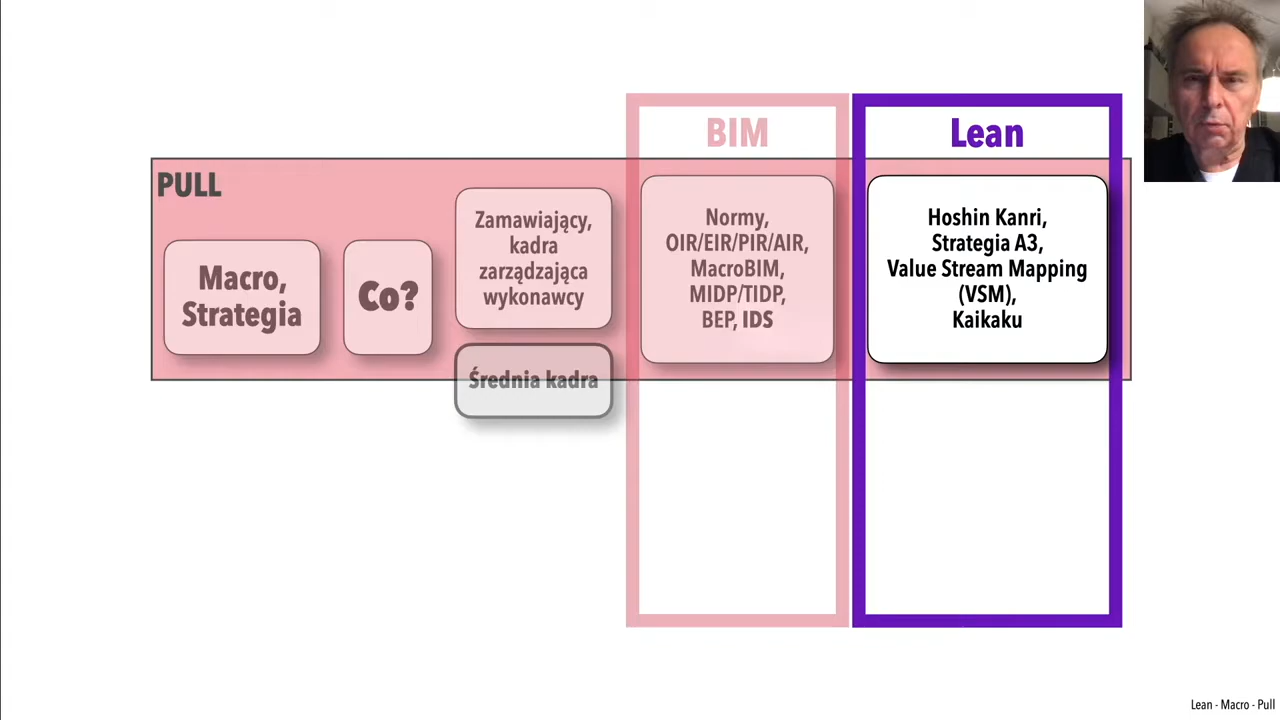 BIM
Lean
PULL
Macro,
Strategia
Co?
Zamawiający,
kadra
zarządzająca
wykonawcy
Średnia kadra
Normy,
OIR/EIR/PIR/AIR,
MacroBIM,
MIDP/TIDP,
BEP, IDS
Hoshin Kanri,
Strategia A3,
Value Stream Mapping
(VSM),
Kaikaku
Lean - Macro - Pull